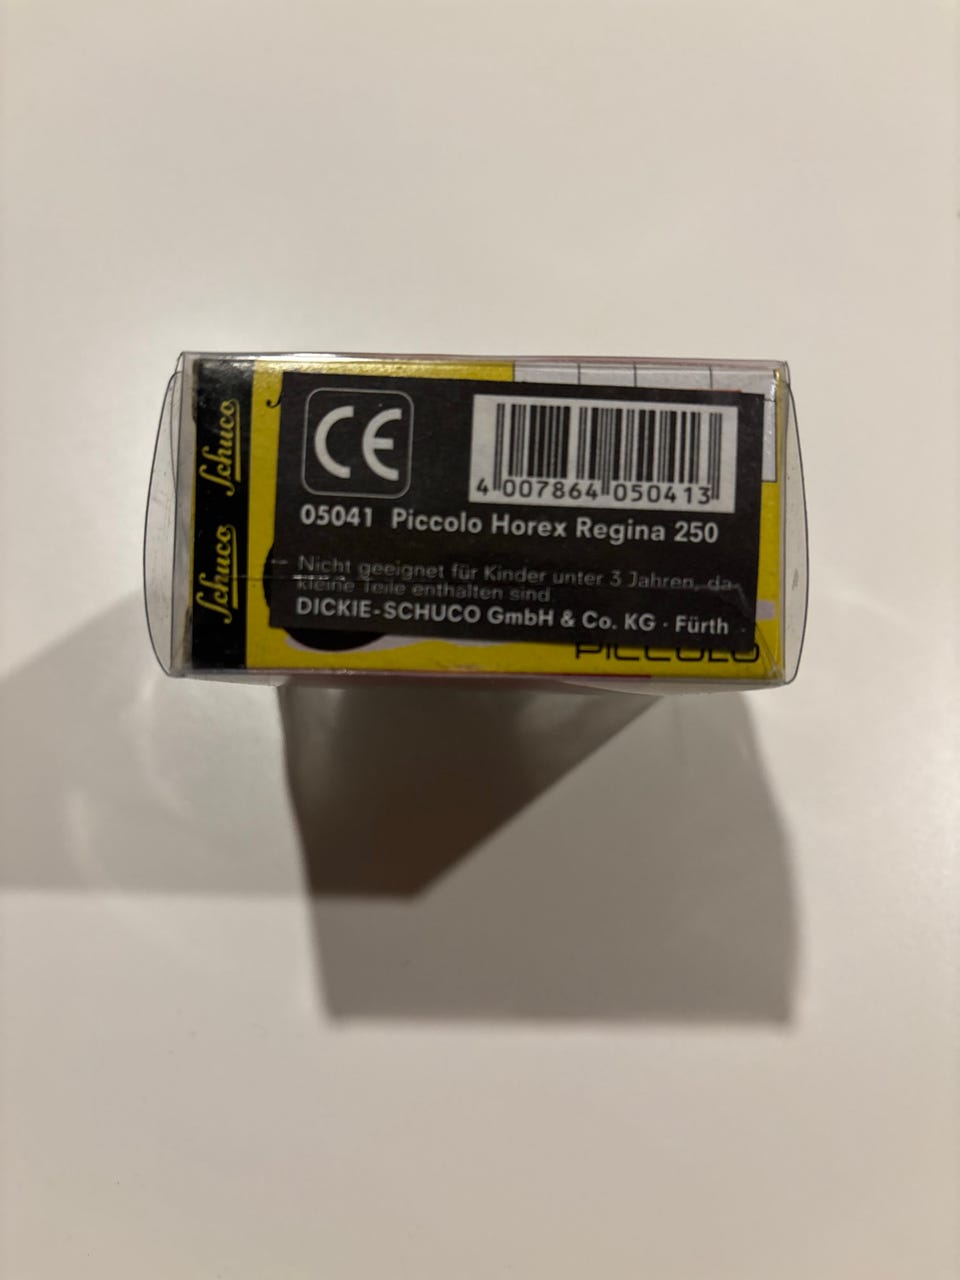 Schuco Schuco
CE
4 007864 050413
05041 Piccolo Horex Regina 250
Nicht geeignet für Kinder unter 3 Jahren, da
kleine Teile enthalten sind.
DICKIE-SCHUCO GmbH & Co. KG · Fürth
PICCOLO